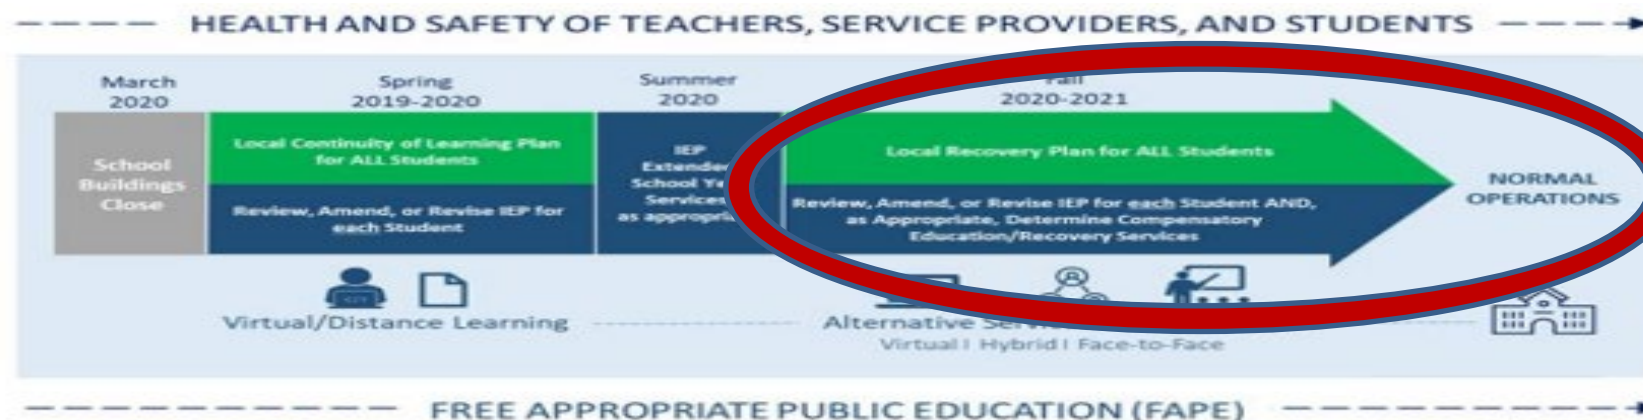 HEALTH AND SAFETY OF TEACHERS, SERVICE PROVIDERS, AND STUDENTS
March
2020
Spring
2019-2020
Summer
2020
Fall
2020-2021
School
Buildings
Close
Local Continuity of Learning Plan
for ALL Students
Review, Amend, or Revise IEP for
each Student
IEP
School
Services
as
Local Recovery Plan for ALL Students
Review, Amend, or Revise IEP for each Student AND,
as Appropriate, Determine Compensatory
Education/Recovery Services
NORMAL
OPERATIONS
Virtual/Distance Learning
Alternative
Virtual | Hybrid | Face-to-Face
FREE APPROPRIATE PUBLIC EDUCATION (FAPE)